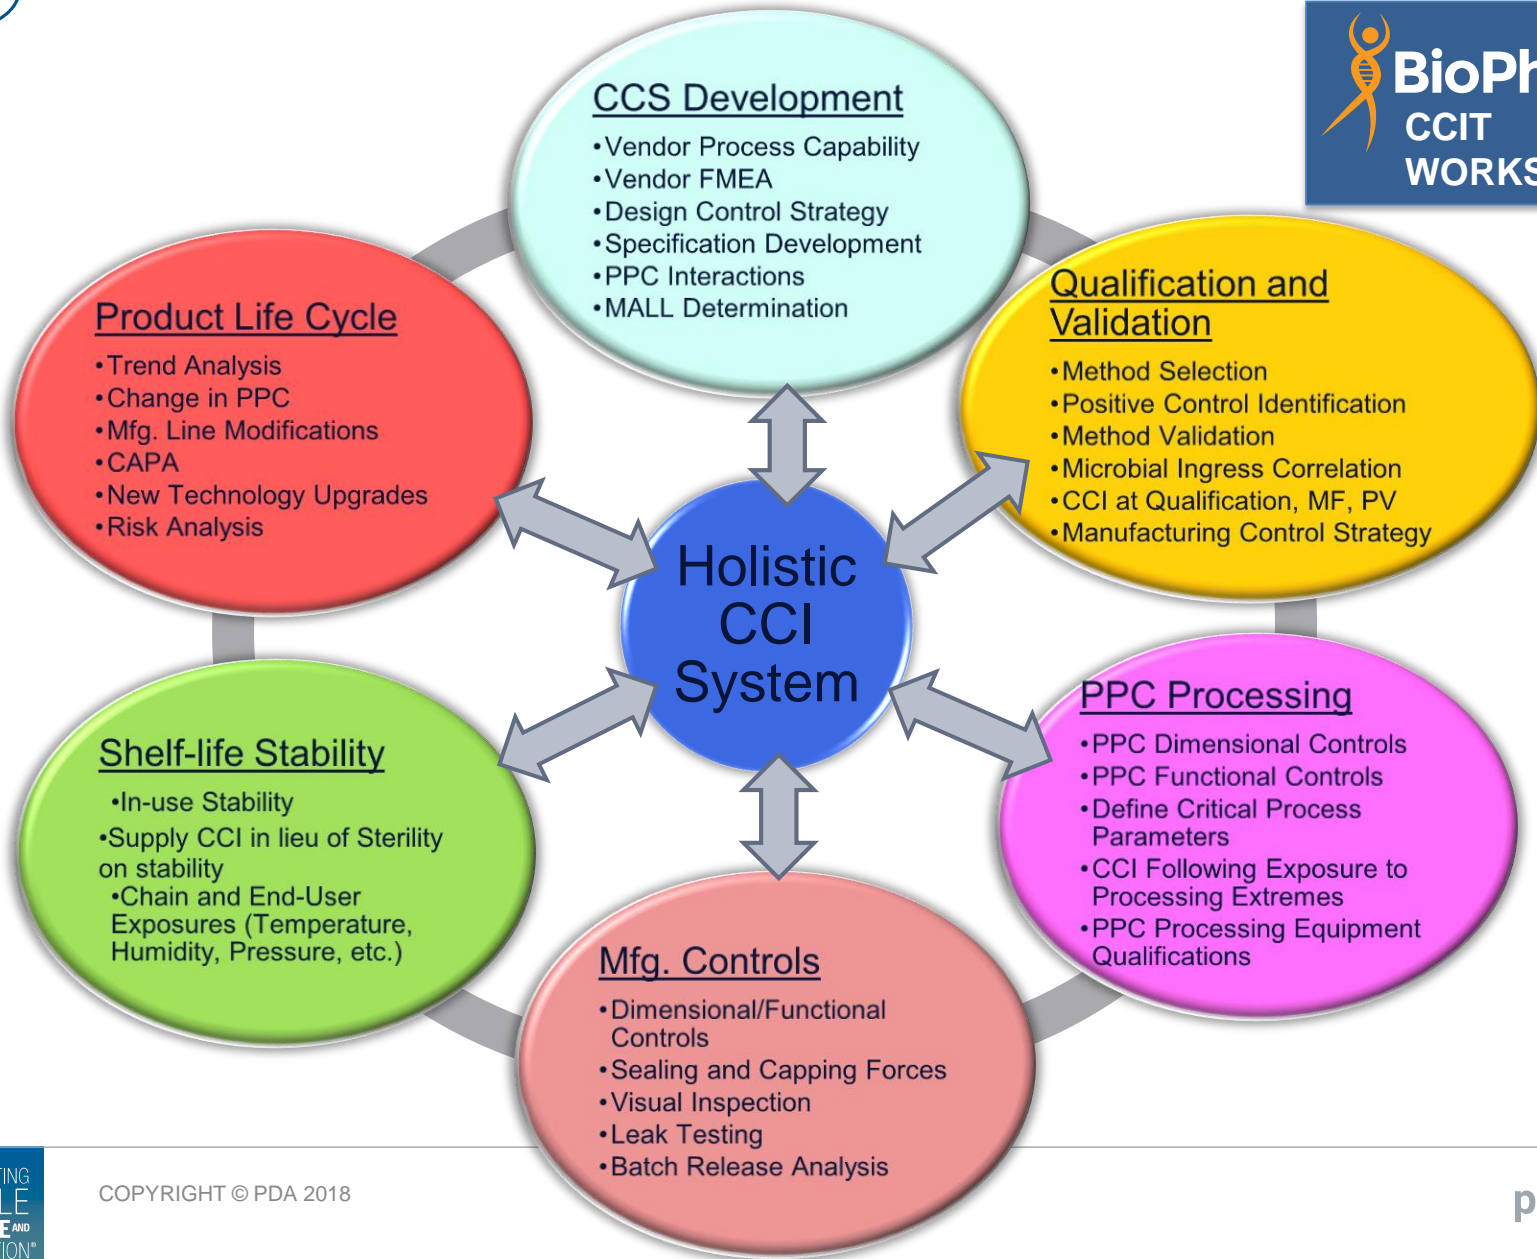 BioPh
CCIT
WORKS
CCS Development
•Vendor Process Capability
•Vendor FMEA
•Design Control Strategy
•Specification Development
•PPC Interactions
•MALL Determination
Qualification and
Validation
•Method Selection
•Positive Control Identification
•Method Validation
•Microbial Ingress Correlation
•CCI at Qualification, MF, PV
•Manufacturing Control Strategy
Product Life Cycle
•Trend Analysis
•Change in PPC
•Mfg. Line Modifications
•CAPA
•New Technology Upgrades
•Risk Analysis
Holistic
CCI
System
PPC Processing
•PPC Dimensional Controls
•PPC Functional Controls
•Define Critical Process
Parameters
•CCI Following Exposure to
Processing Extremes
•PPC Processing Equipment
Qualifications
Shelf-life Stability
•In-use Stability
•Supply CCI in lieu of Sterility
on stability
•Chain and End-User
Exposures (Temperature,
Humidity, Pressure, etc.)
Mfg. Controls
•Dimensional/Functional
Controls
•Sealing and Capping Forces
•Visual Inspection
•Leak Testing
•Batch Release Analysis
TING
LE
E AND
TION®
COPYRIGHT © PDA 2018
p